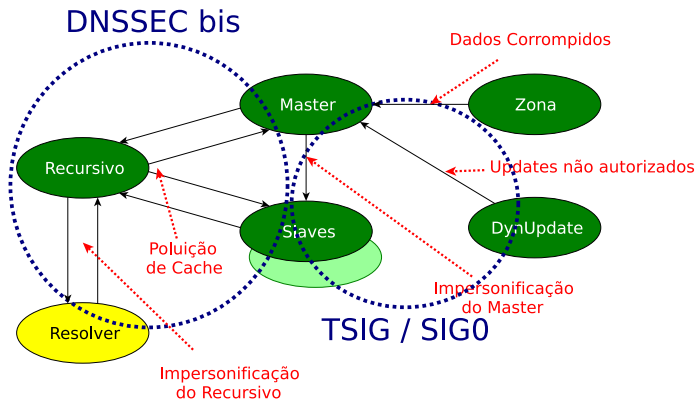 DNSSEC bis
Dados Corrompidos
Master
Zona
Recursivo
Updates não autorizados
Slaves
DynUpdate
Poluição
de Cache
Impersonificação
do Master
TSIG / SIG0
Resolver
Impersonificação
do Recursivo